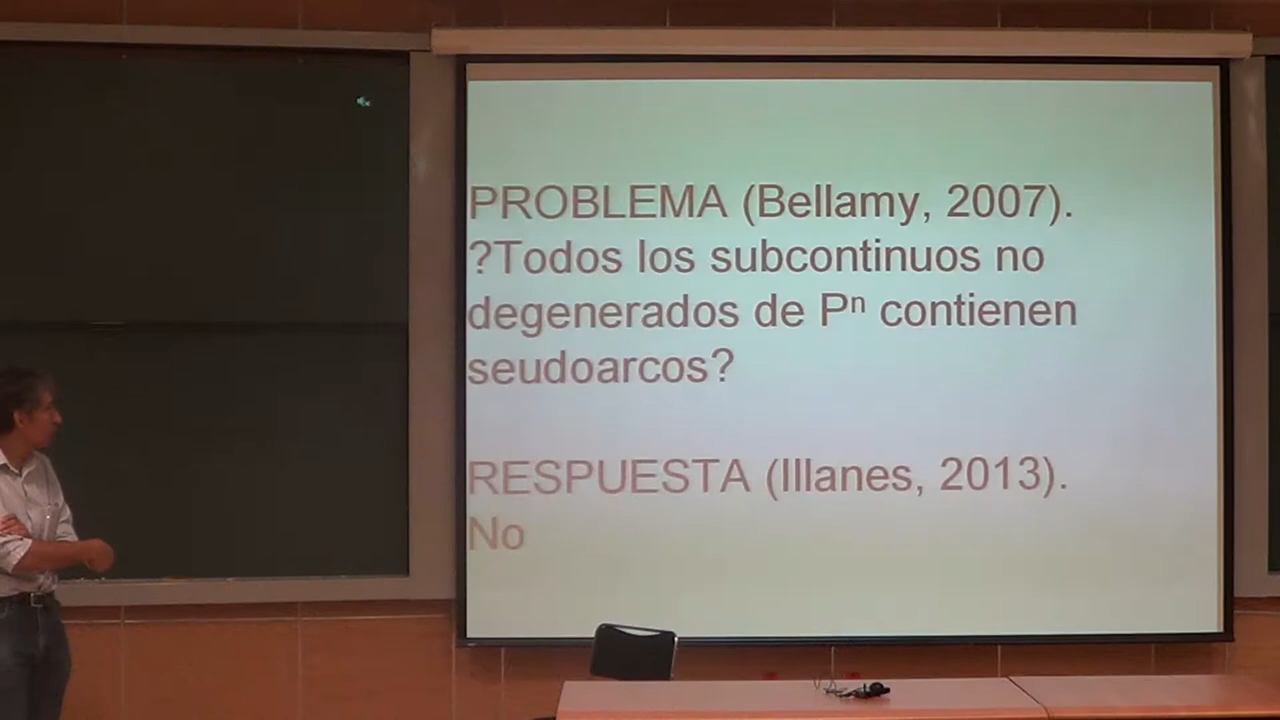 PROBLEMA (Bellamy, 2007).
?Todos los subcontinuos no
degenerados de Pⁿ contienen
seudoarcos?
RESPUESTA (Illanes, 2013).
No